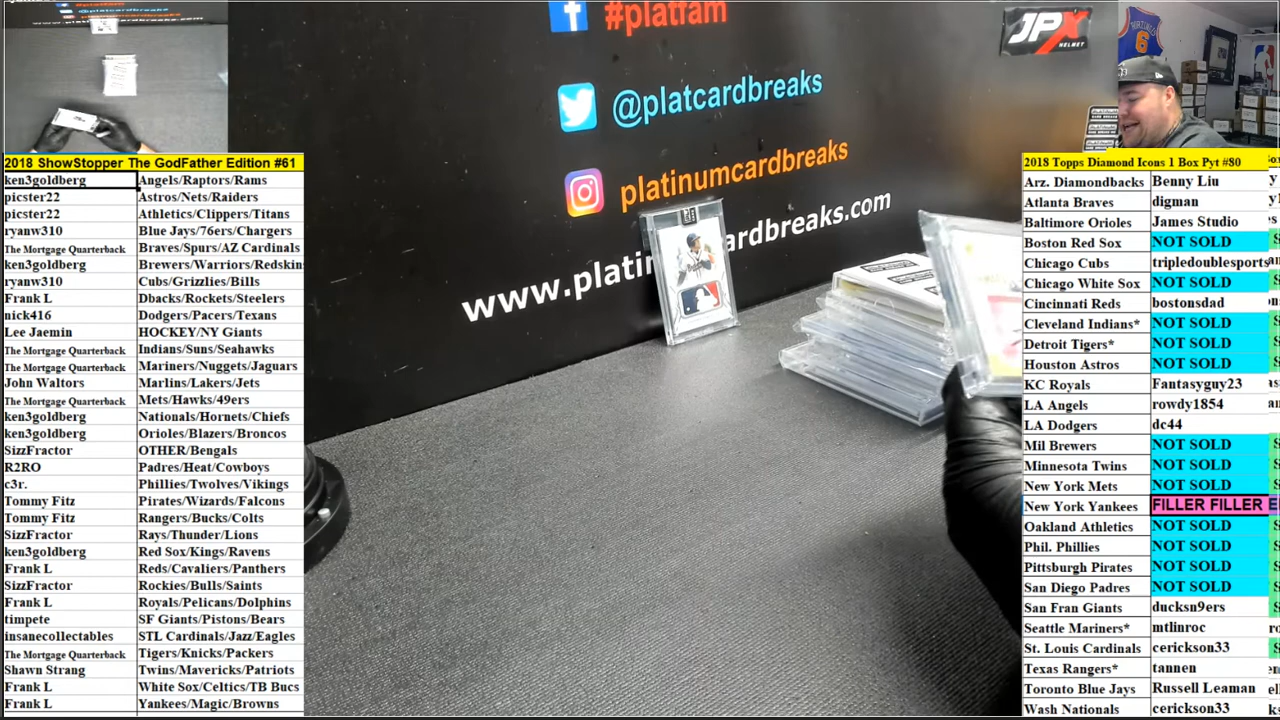 #platfam
@platcardbreaks
platinumcardbreaks
www.plati
ardbreaks.com
JPX
HELMET
6
2018 ShowStopper The GodFather Edition #61
ken3goldberg Angels/Raptors/Rams
picster22 Astros/Nets/Raiders
picster22 Athletics/Clippers/Titans
ryanw310 Blue Jays/76ers/Chargers
The Mortgage Quarterback Braves/Spurs/AZ Cardinals
ken3goldberg Brewers/Warriors/Redskin
ryanw310 Cubs/Grizzlies/Bills
Frank L Dbacks/Rockets/Steelers
nick416 Dodgers/Pacers/Texans
Lee Jaemin HOCKEY/NY Giants
The Mortgage Quarterback Indians/Suns/Seahawks
The Mortgage Quarterback Mariners/Nuggets/Jaguars
John Waltors Marlins/Lakers/Jets
The Mortgage Quarterback Mets/Hawks/49ers
ken3goldberg Nationals/Hornets/Chiefs
ken3goldberg Orioles/Blazers/Broncos
SizzFractor OTHER/Bengals
R2RO Padres/Heat/Cowboys
c3r. Phillies/Twolves/Vikings
Tommy Fitz Pirates/Wizards/Falcons
Tommy Fitz Rangers/Bucks/Colts
SizzFractor Rays/Thunder/Lions
ken3goldberg Red Sox/Kings/Ravens
Frank L Reds/Cavaliers/Panthers
SizzFractor Rockies/Bulls/Saints
Frank L Royals/Pelicans/Dolphins
timpete SF Giants/Pistons/Bears
insanecollectables STL Cardinals/Jazz/Eagles
The Mortgage Quarterback Tigers/Knicks/Packers
Shawn Strang Twins/Mavericks/Patriots
Frank L White Sox/Celtics/TB Bucs
Frank L Yankees/Magic/Browns
2018 Topps Diamond Icons 1 Box Pyt #80
Arz. Diamondbacks Benny Liu
Atlanta Braves digman
Baltimore Orioles James Studio
Boston Red Sox NOT SOLD
Chicago Cubs tripledoublesports
Chicago White Sox NOT SOLD
Cincinnati Reds bostonsdad
Cleveland Indians* NOT SOLD
Detroit Tigers* NOT SOLD
Houston Astros NOT SOLD
KC Royals Fantasyguy23
LA Angels rowdy1854
LA Dodgers dc44
Mil Brewers NOT SOLD
Minnesota Twins NOT SOLD
New York Mets NOT SOLD
New York Yankees FILLER FILLER E
Oakland Athletics NOT SOLD
Phil. Phillies NOT SOLD
Pittsburgh Pirates NOT SOLD
San Diego Padres NOT SOLD
San Fran Giants ducksn9ers
Seattle Mariners* mtlinroc
St. Louis Cardinals cerickson33
Texas Rangers* tannen
Toronto Blue Jays Russell Leaman
Wash Nationals cerickson33